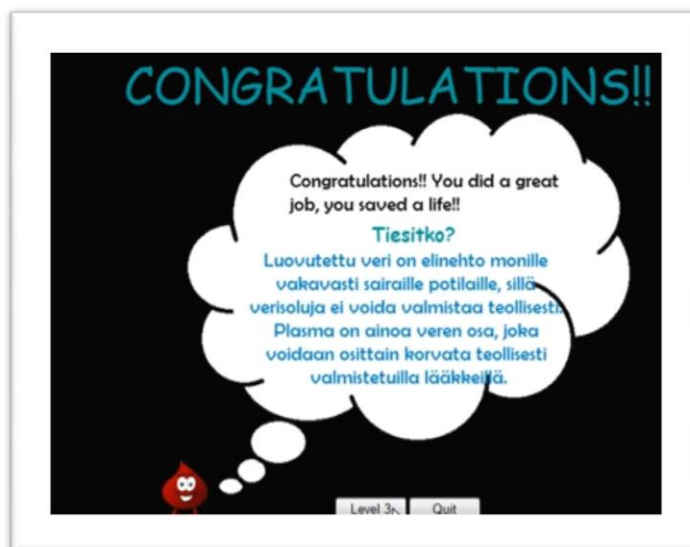 CONGRATULATIONS!!
Congratulations!! You did a great
job, you saved a life!!
Tiesitko?
Luovutettu veri on elinehto monille
vakavasti sairaille potilaille, sillä
verisoluja ei voida valmistaa teollisesti.
Plasma on ainoa veren osa, joka
voidaan osittain korvata teollisesti
valmistetuilla lääkkeillä.
Level 3 Quit